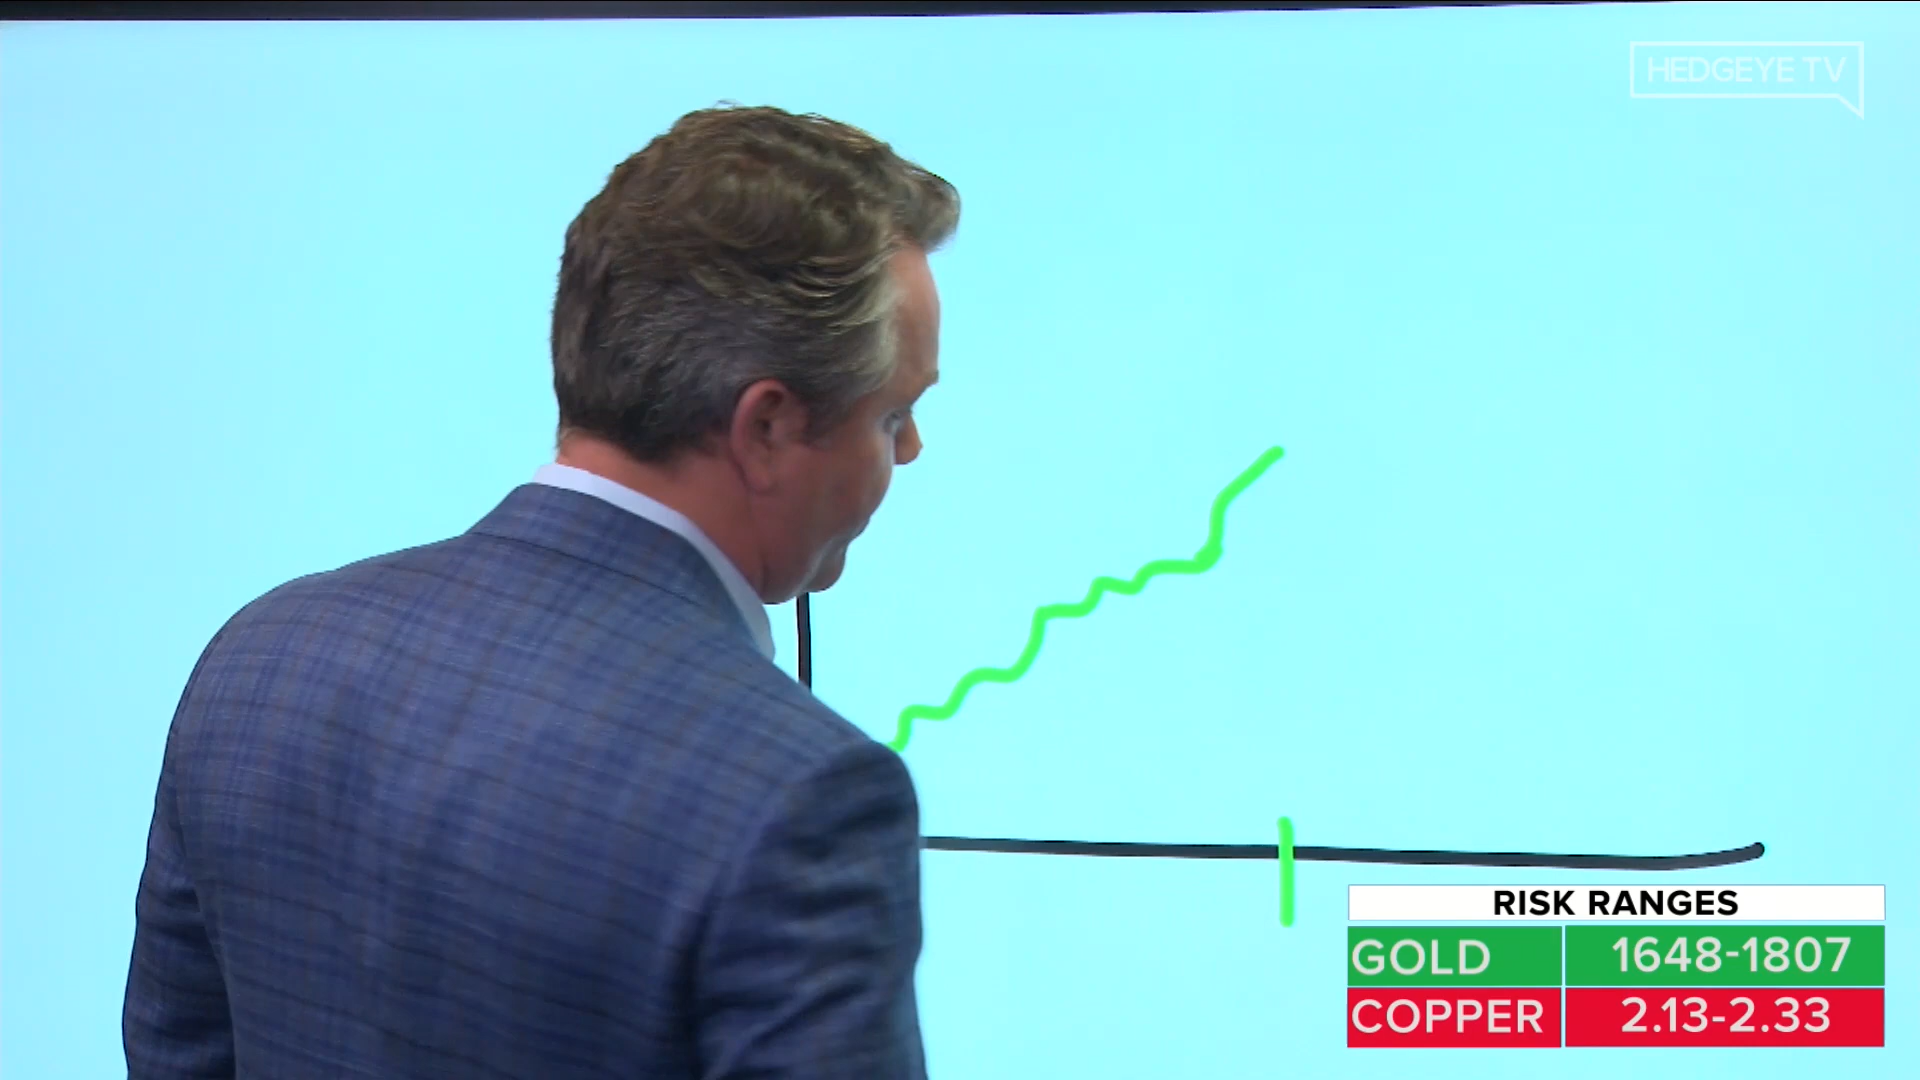 HEDGEYE TV
RISK RANGES
GOLD 1648-1807
COPPER 2.13-2.33